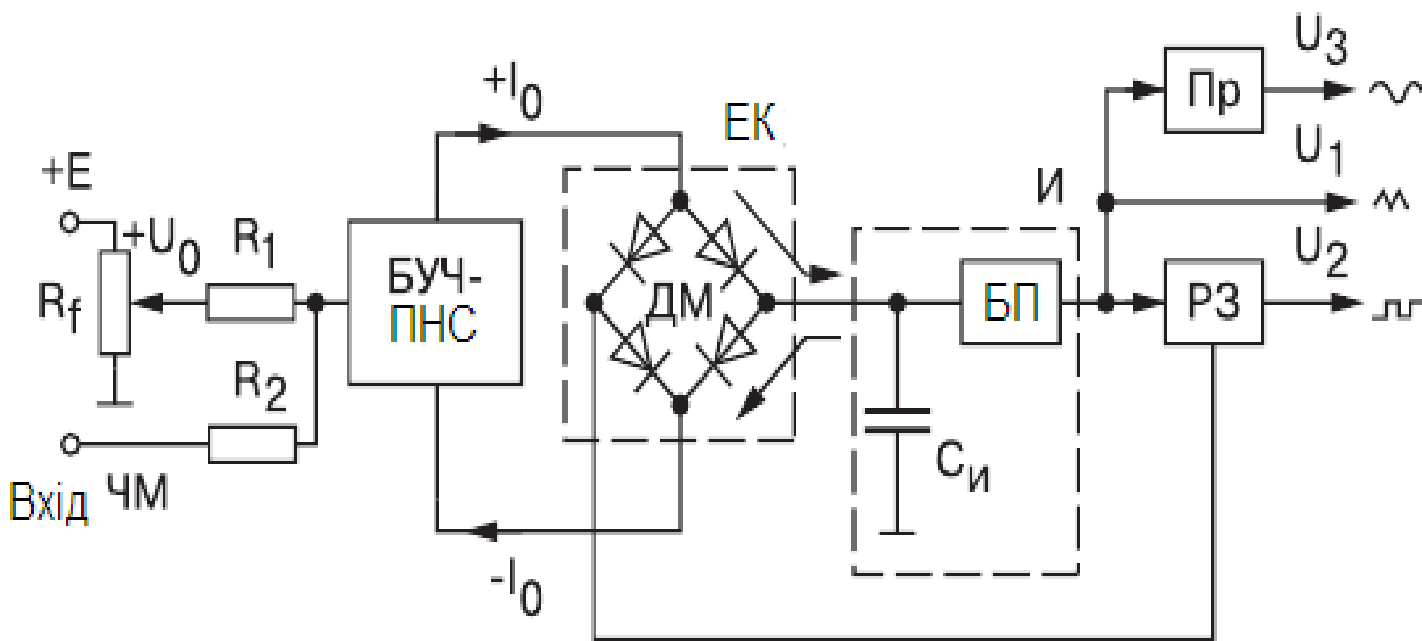 +E
+U0
Rf
R1
R2
Вхід ЧМ
БУЧ-
ПНС
+I0
-I0
ЕК
ДМ
И
БП
CИ
Пр
РЗ
U3
U1
U2